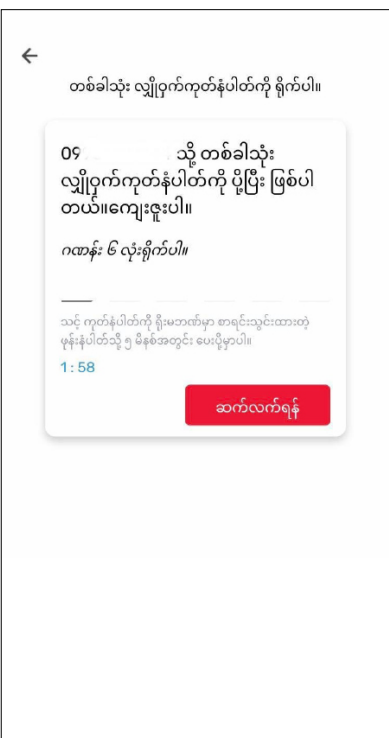 တစ်ခါသုံး လျှို့ဝှက်ကုတ်နံပါတ်ကို ရိုက်ပါ။
09 သို့ တစ်ခါသုံး
လျှို့ဝှက်ကုတ်နံပါတ်ကို ပို့ပြီး ဖြစ်ပါ
တယ်။ကျေးဇူးပါ။
ဂဏန်း ၆ လုံးရိုက်ပါ။
သင့် ကုတ်နံပါတ်ကို ရိုးမဘဏ်မှာ စာရင်းသွင်းထားတဲ့
ဖုန်းနံပါတ်သို့ ၅ မိနစ်အတွင်း ပေးပို့မှာပါ။
1:58
ဆက်လက်ရန်